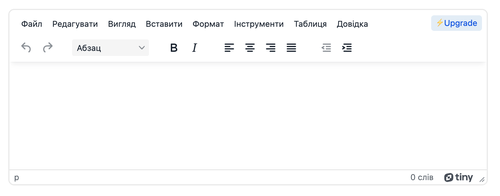 Файл Редагувати Вигляд Вставити Формат Інструменти Таблиця Довідка ⚡Upgrade
Абзац B I
p 0 слів tiny